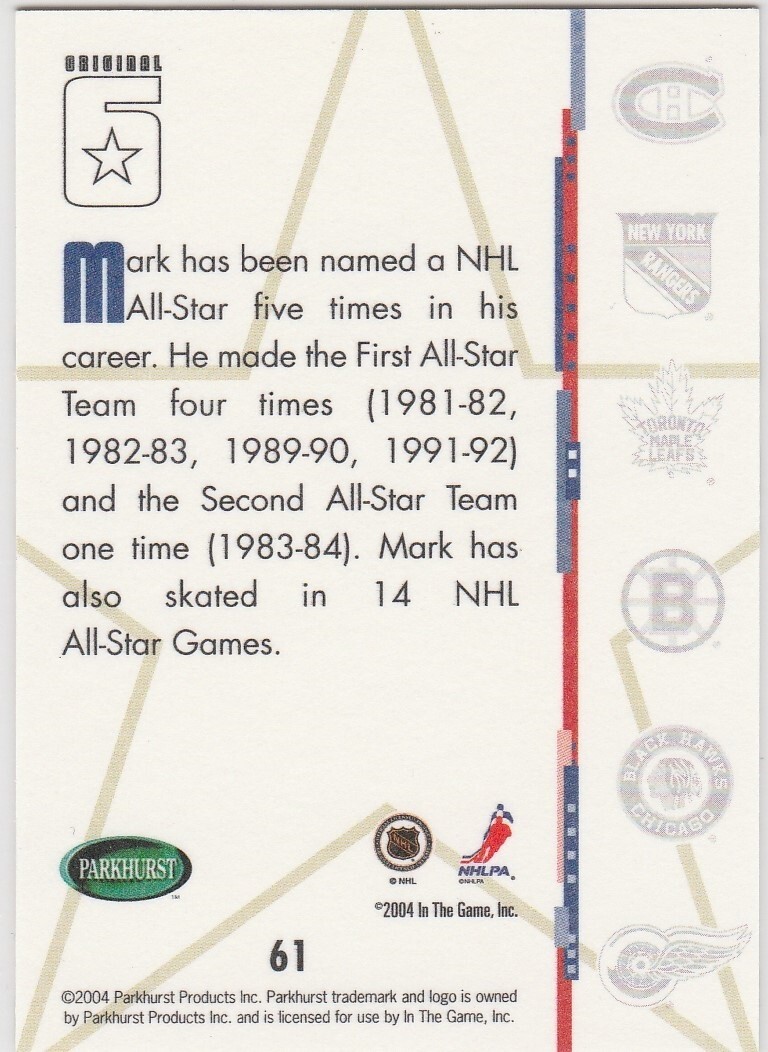 ORIGINAL
6
Mark has been named a NHL
All-Star five times in his
career. He made the First All-Star
Team four times (1981-82,
1982-83, 1989-90, 1991-92)
and the Second All-Star Team
one time (1983-84). Mark has
also skated in 14 NHL
All-Star Games.
PARKHURST
TM
NHL
© NHL
NHLPA
©NHLPA
©2004 In The Game, Inc.
61
©2004 Parkhurst Products Inc. Parkhurst trademark and logo is owned
by Parkhurst Products Inc. and is licensed for use by In The Game, Inc.
CH
NEW YORK
RANGERS
TORONTO
MAPLE
LEAFS
B
BLACK HAWKS
CHICAGO